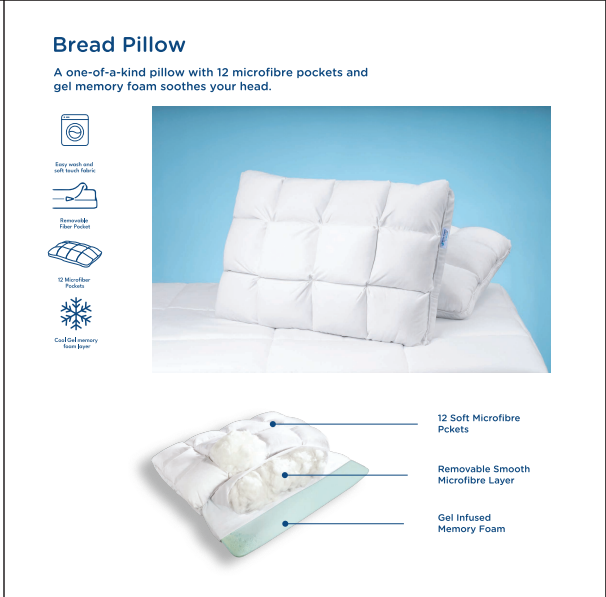 Bread Pillow
A one-of-a-kind pillow with 12 microfibre pockets and
gel memory foam soothes your head.
Easy wash and
soft touch fabric
Removable
Fiber Pocket
12 Microfiber
Pockets
Cool Gel memory
foam layer
12 Soft Microfibre
Pckets
Removable Smooth
Microfibre Layer
Gel Infused
Memory Foam